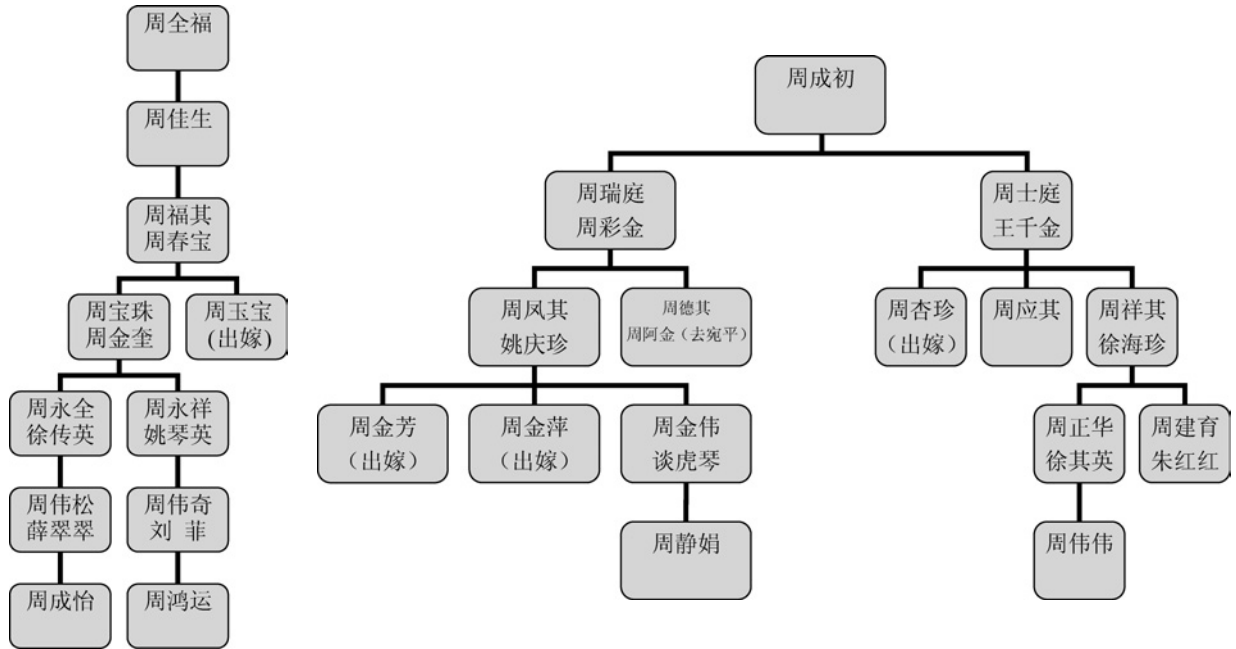 周全福
周佳生
周福其
周春宝
周宝珠
周金奎
周玉宝
(出嫁)
周永全
徐传英
周永祥
姚琴英
周伟松
薛翠翠
周伟奇
刘 菲
周成怡
周鸿运
周成初
周瑞庭
周彩金
周士庭
王千金
周凤其
姚庆珍
周德其
周阿金（去宛平）
周杏珍
（出嫁）
周应其
周祥其
徐海珍
周金芳
（出嫁）
周金萍
（出嫁）
周金伟
谈虎琴
周正华
徐其英
周建育
朱红红
周静娟
周伟伟